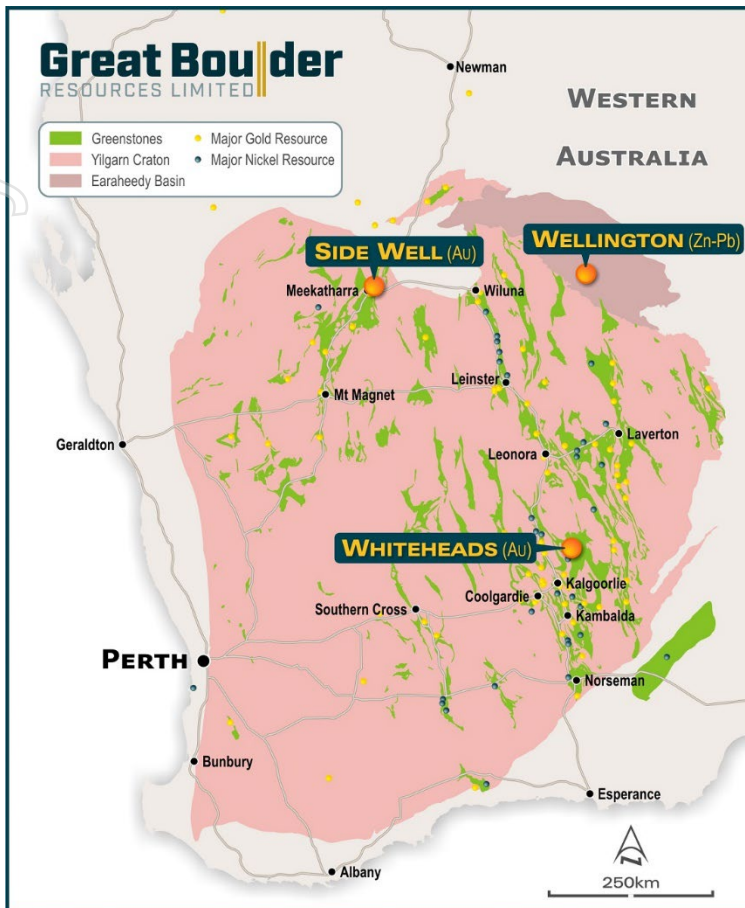 Great Boulder
RESOURCES LIMITED
Newman
WESTERN
AUSTRALIA
Greenstones
Major Gold Resource
Yilgarn Craton
Major Nickel Resource
Earaheedy Basin
SIDE WELL (Au)
WELLINGTON (Zn-Pb)
Meekatharra
Wiluna
Leinster
Mt Magnet
Laverton
Geraldton
Leonora
WHITEHEADS (Au)
Kalgoorlie
Coolgardie
Southern Cross
Kambalda
PERTH
Norseman
Bunbury
Esperance
Albany
N
250km